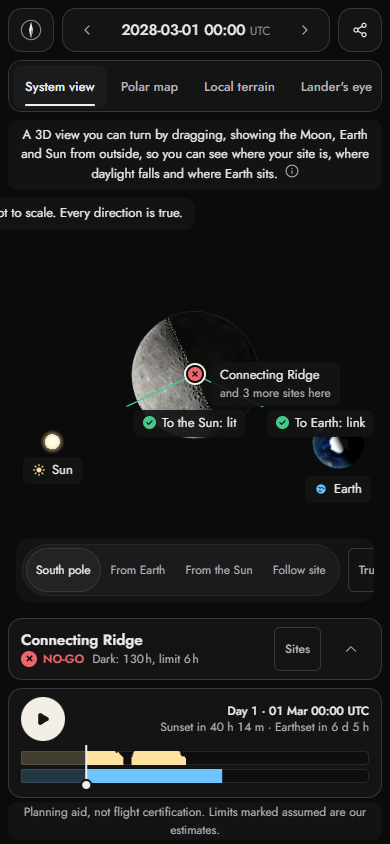 2028-03-01 00:00 UTC
System view
Polar map
Local terrain
Lander's eye
A 3D view you can turn by dragging, showing the Moon, Earth
and Sun from outside, so you can see where your site is, where
daylight falls and where Earth sits.
ot to scale. Every direction is true.
Connecting Ridge
and 3 more sites here
To the Sun: lit
To Earth: link
Sun
Earth
South pole
From Earth
From the Sun
Follow site
Tru
Connecting Ridge
NO-GO Dark: 130 h, limit 6 h
Sites
Day 1 · 01 Mar 00:00 UTC
Sunset in 40 h 14 m · Earthset in 6 d 5 h
Planning aid, not flight certification. Limits marked assumed are our
estimates.